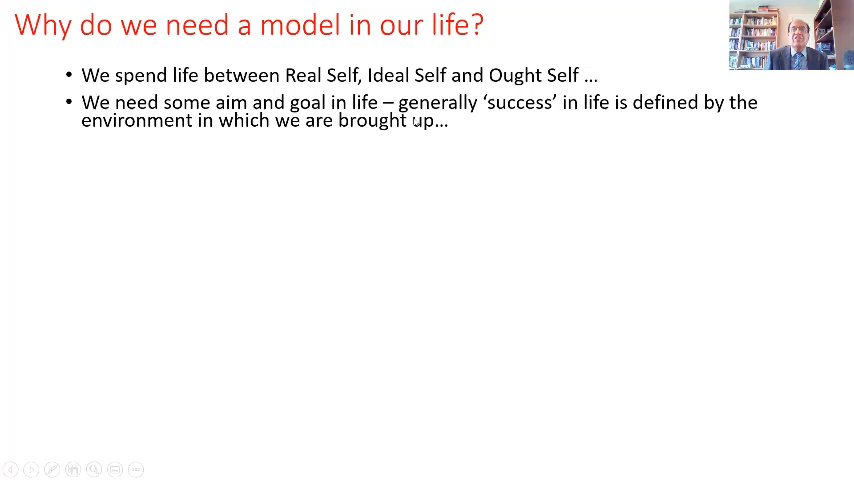 Why do we need a model in our life?
• We spend life between Real Self, Ideal Self and Ought Self ...
• We need some aim and goal in life – generally ‘success’ in life is defined by the
environment in which we are brought up...